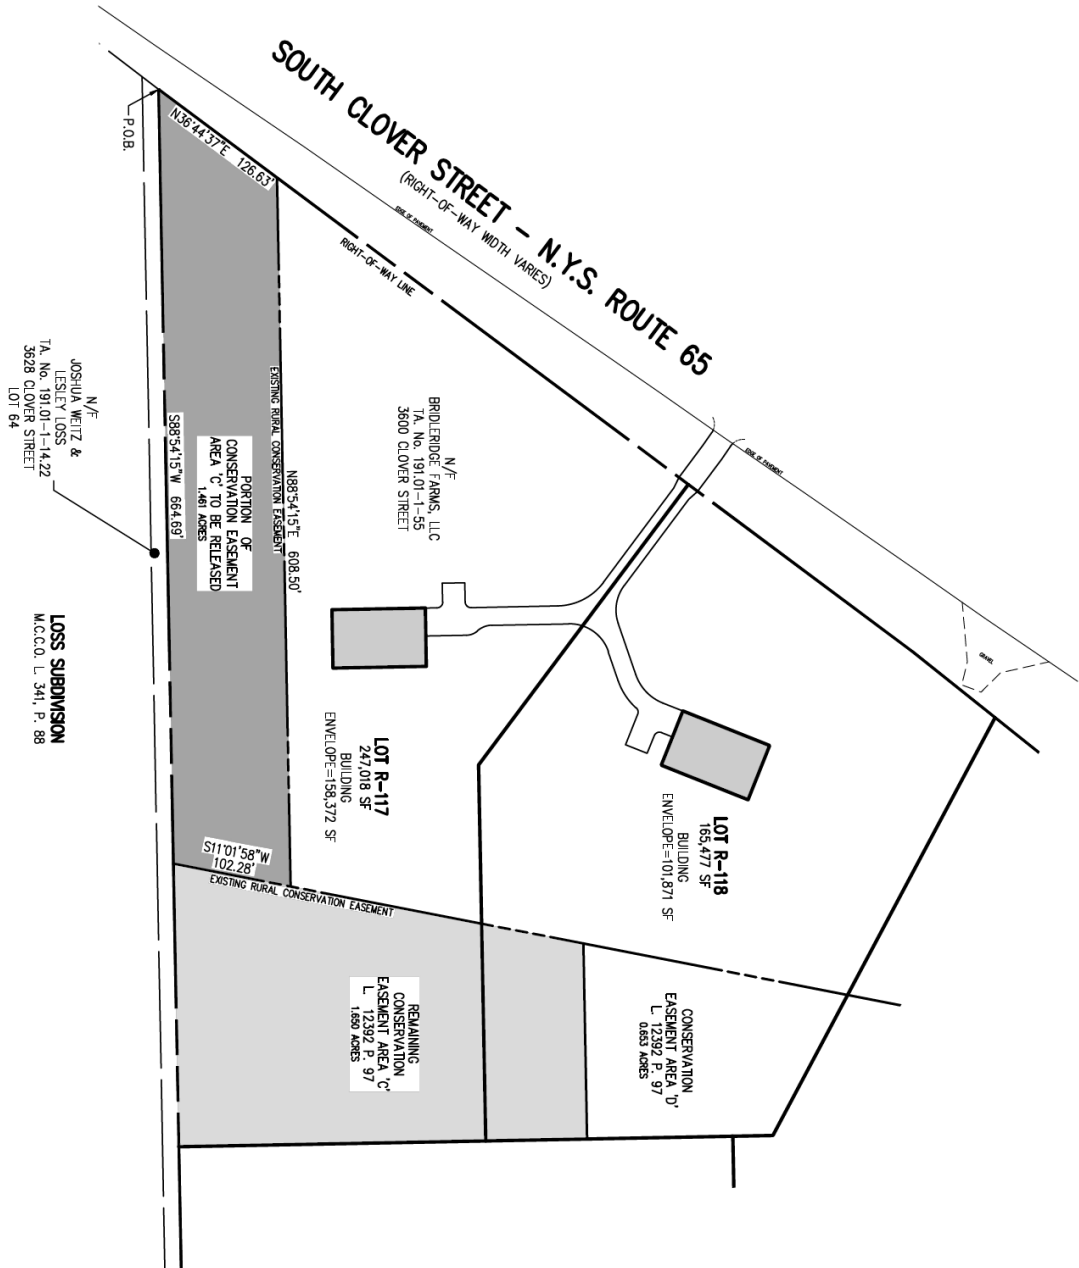 SOUTH CLOVER STREET - N.Y.S. ROUTE 65
(RIGHT-OF-WAY WIDTH VARIES)
EDGE OF PAVEMENT
EDGE OF PAVEMENT
RIGHT-OF-WAY LINE
GRAVEL
P.O.B.
N36°44'37"E 126.63'
N88°54'15"E 608.50'
EXISTING RURAL CONSERVATION EASEMENT
PORTION OF
CONSERVATION EASEMENT
AREA 'C' TO BE RELEASED
1.461 ACRES
S88°54'15"W 664.69'
S11°01'58"W
102.28'
EXISTING RURAL CONSERVATION EASEMENT
N/F
BRIDLERIDGE FARMS, LLC
TA. No. 191.01-1-55
3600 CLOVER STREET
N/F
JOSHUA WEITZ &
LESLEY LOSS
TA. No. 191.01-1-14.22
3628 CLOVER STREET
LOT 64
LOSS SUBDIVISION
M.C.C.O. L. 341, P. 88
LOT R-117
247,018 SF
BUILDING
ENVELOPE=158,372 SF
LOT R-118
165,477 SF
BUILDING
ENVELOPE=101,871 SF
REMAINING
CONSERVATION
EASEMENT AREA 'C'
L. 12392 P. 97
1.650 ACRES
CONSERVATION
EASEMENT AREA 'D'
L. 12392 P. 97
0.653 ACRES